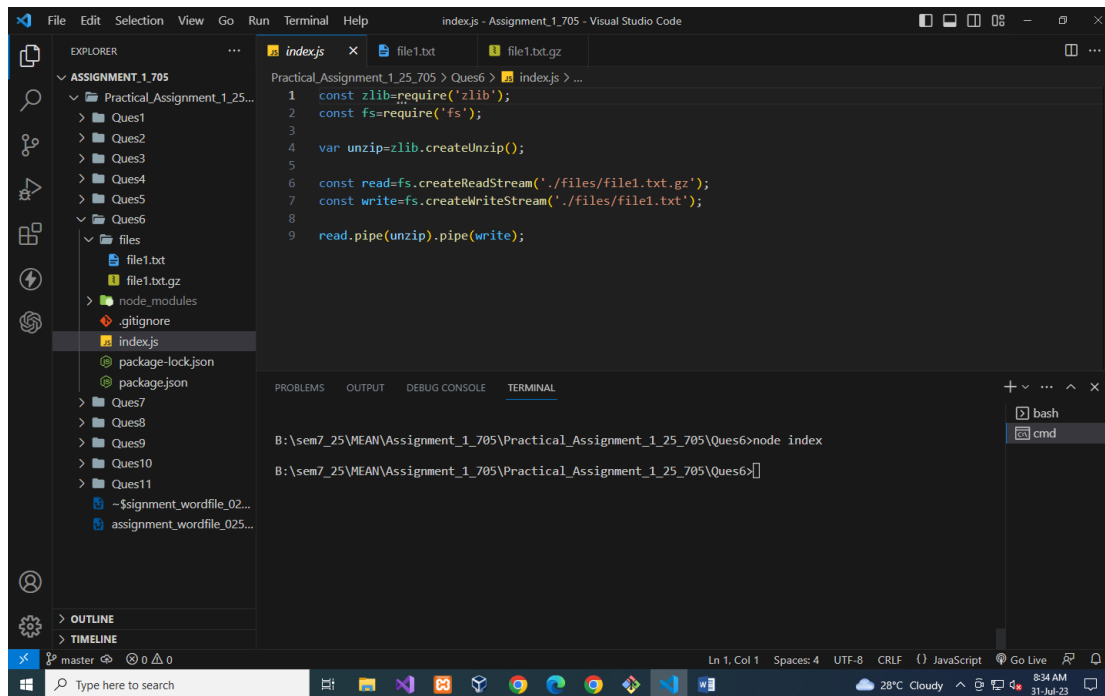 File Edit Selection View Go Run Terminal Help
index.js - Assignment_1_705 - Visual Studio Code
EXPLORER
ASSIGNMENT_1_705
Practical_Assignment_1_25...
Ques1
Ques2
Ques3
Ques4
Ques5
Ques6
files
file1.txt
file1.txt.gz
node_modules
.gitignore
index.js
package-lock.json
package.json
Ques7
Ques8
Ques9
Ques10
Ques11
~$signment_wordfile_02...
assignment_wordfile_025...
OUTLINE
TIMELINE
JS index.js
file1.txt
file1.txt.gz
Practical_Assignment_1_25_705 > Ques6 > JS index.js > ...
1 const zlib=require('zlib');
2 const fs=require('fs');
3
4 var unzip=zlib.createUnzip();
5
6 const read=fs.createReadStream('./files/file1.txt.gz');
7 const write=fs.createWriteStream('./files/file1.txt');
8
9 read.pipe(unzip).pipe(write);
PROBLEMS OUTPUT DEBUG CONSOLE TERMINAL
B:\sem7_25\MEAN\Assignment_1_705\Practical_Assignment_1_25_705\Ques6>node index
B:\sem7_25\MEAN\Assignment_1_705\Practical_Assignment_1_25_705\Ques6>
bash
cmd
master 0 0
Ln 1, Col 1 Spaces: 4 UTF-8 CRLF {} JavaScript Go Live
Type here to search
28°C Cloudy
8:34 AM
31-Jul-23